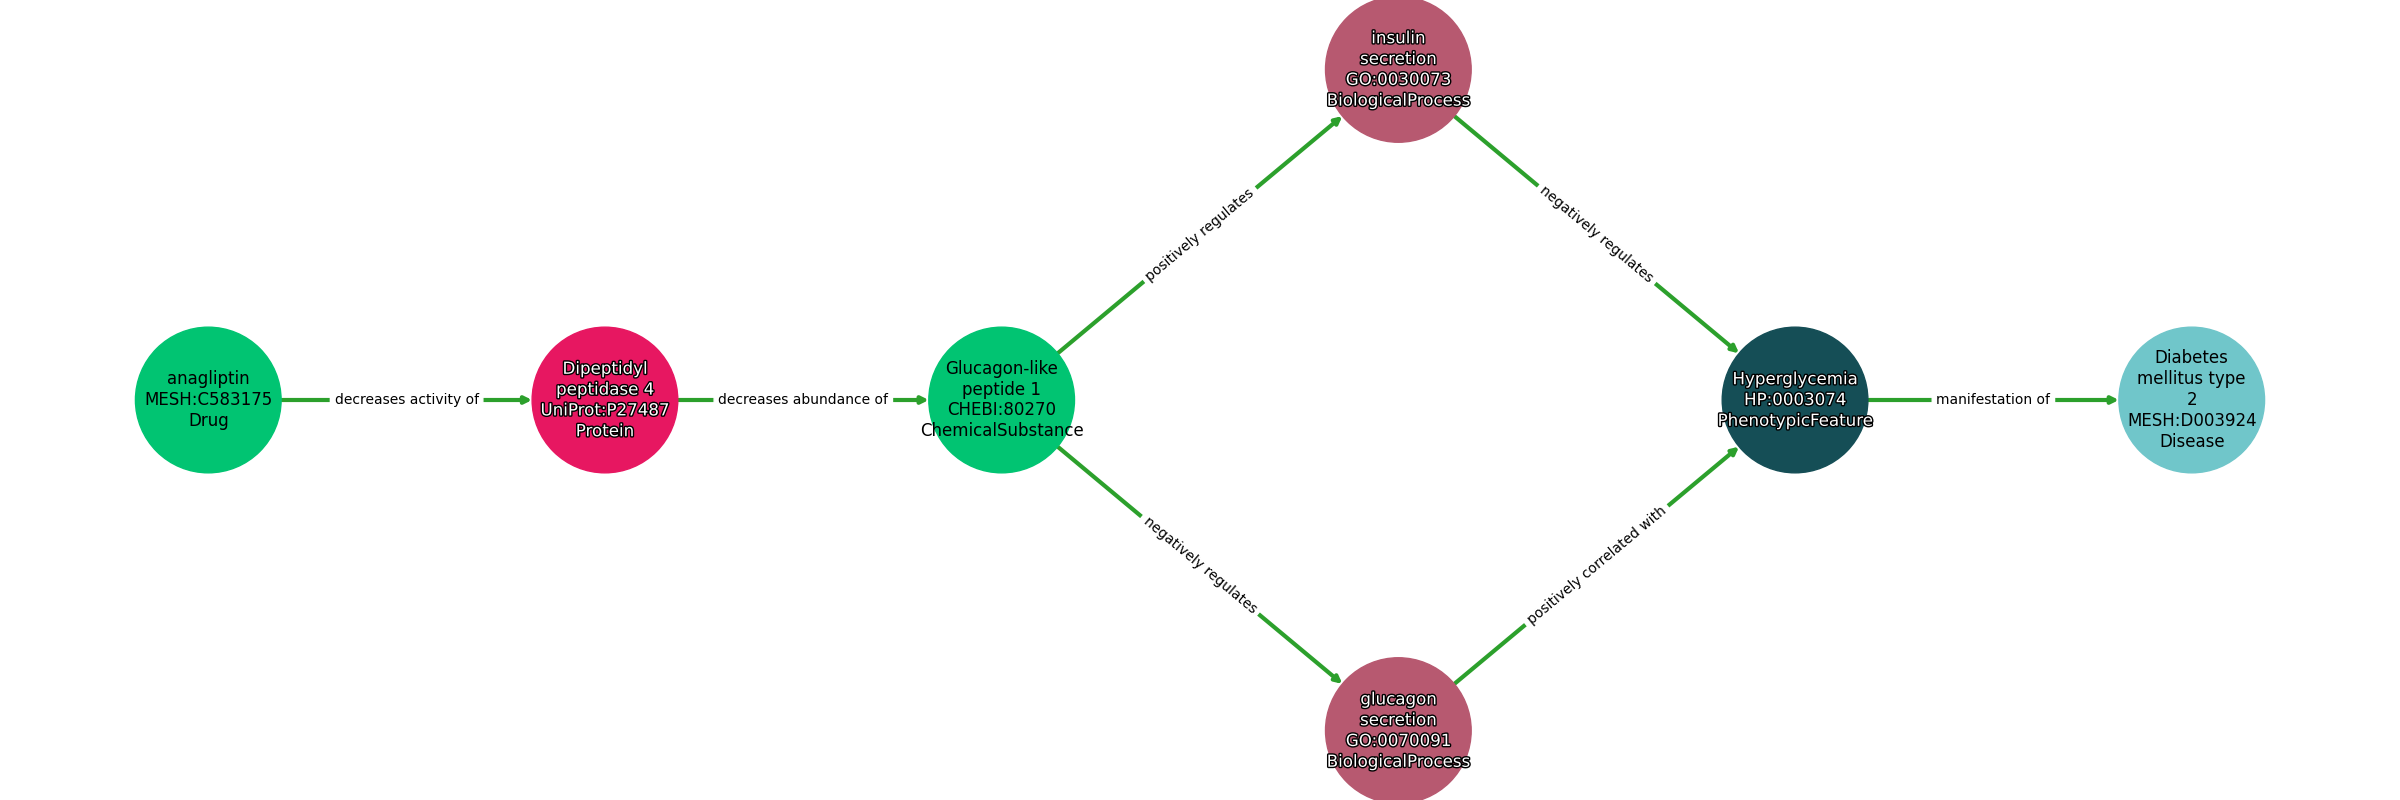 anagliptin
MESH:C583175
Drug
decreases activity of
Dipeptidyl
peptidase 4
UniProt:P27487
Protein
decreases abundance of
Glucagon-like
peptide 1
CHEBI:80270
ChemicalSubstance
positively regulates
insulin
secretion
GO:0030073
BiologicalProcess
negatively regulates
negatively regulates
glucagon
secretion
GO:0070091
BiologicalProcess
positively correlated with
Hyperglycemia
HP:0003074
PhenotypicFeature
manifestation of
Diabetes
mellitus type
2
MESH:D003924
Disease